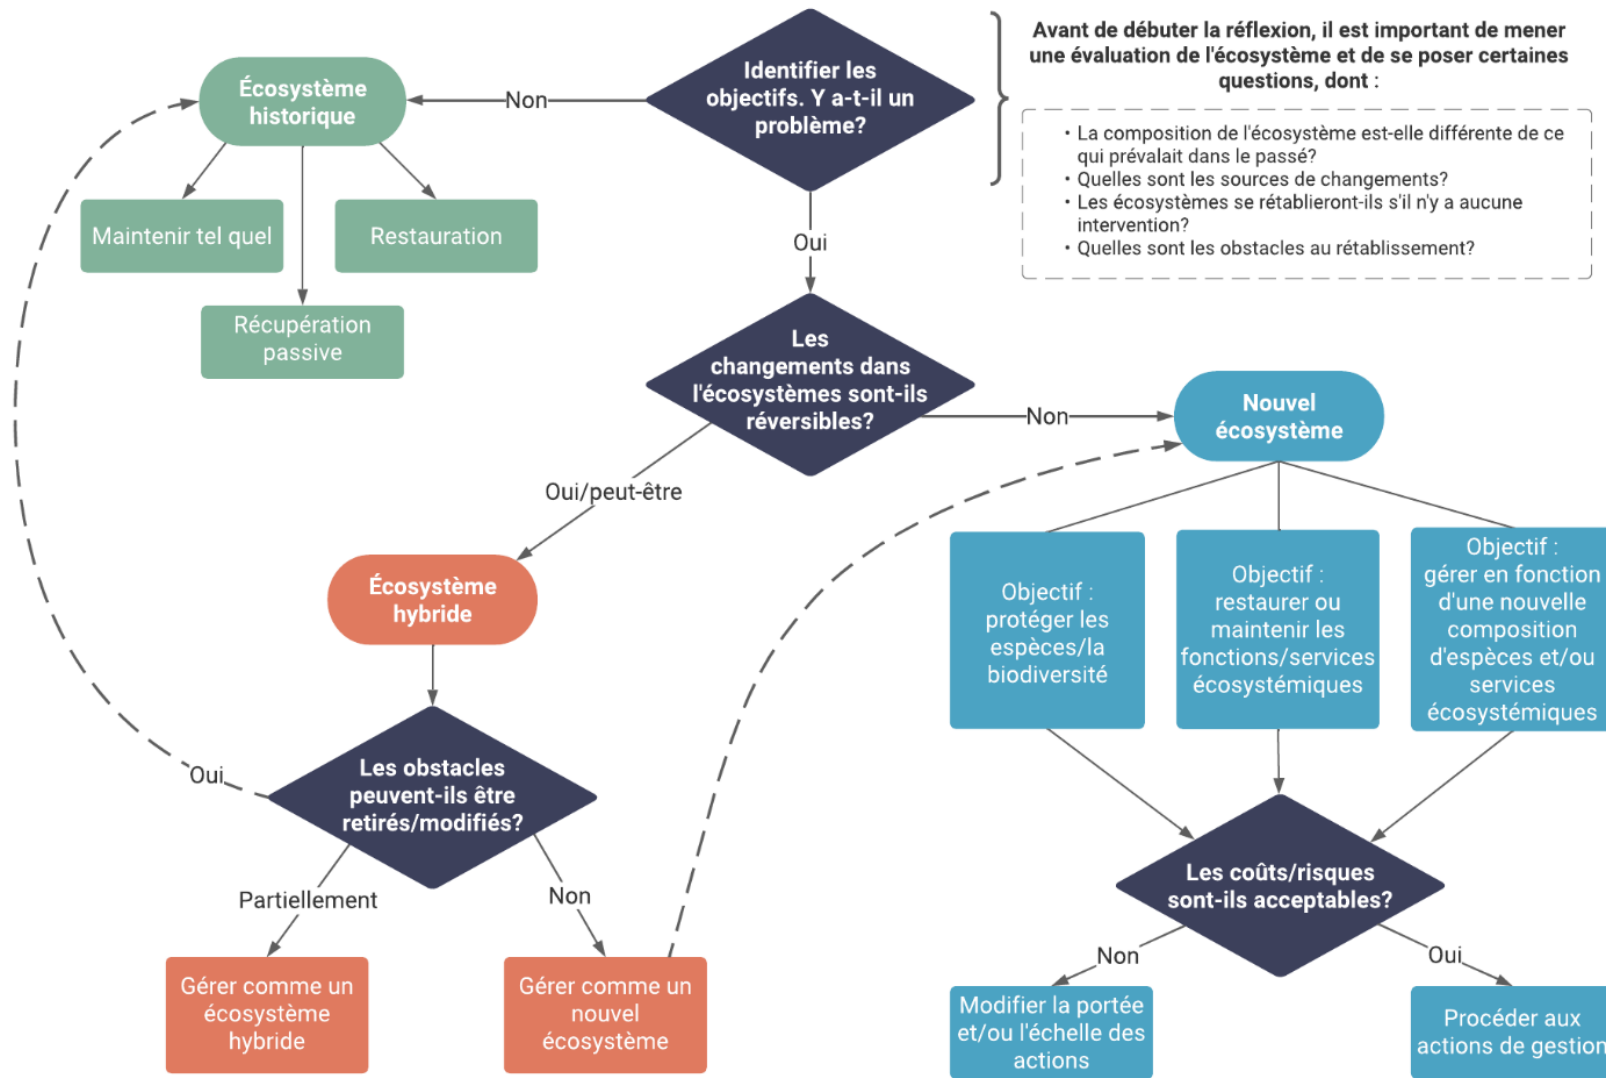 Identifier les
objectifs. Y a-t-il un
problème?
Avant de débuter la réflexion, il est important de mener
une évaluation de l'écosystème et de se poser certaines
questions, dont :
• La composition de l'écosystème est-elle différente de ce
qui prévalait dans le passé?
• Quelles sont les sources de changements?
• Les écosystèmes se rétabliront-ils s'il n'y a aucune
intervention?
• Quelles sont les obstacles au rétablissement?
Non
Écosystème
historique
Maintenir tel quel
Restauration
Récupération
passive
Oui
Les
changements dans
l'écosystèmes sont-ils
réversibles?
Non
Nouvel
écosystème
Oui/peut-être
Écosystème
hybride
Objectif :
protéger les
espèces/la
biodiversité
Objectif :
restaurer ou
maintenir les
fonctions/services
écosystémiques
Objectif :
gérer en fonction
d'une nouvelle
composition
d'espèces et/ou
services
écosystémiques
Oui
Les obstacles
peuvent-ils être
retirés/modifiés?
Partiellement
Non
Gérer comme un
écosystème
hybride
Gérer comme un
nouvel
écosystème
Les coûts/risques
sont-ils acceptables?
Non
Oui
Modifier la portée
et/ou l'échelle des
actions
Procéder aux
actions de gestion